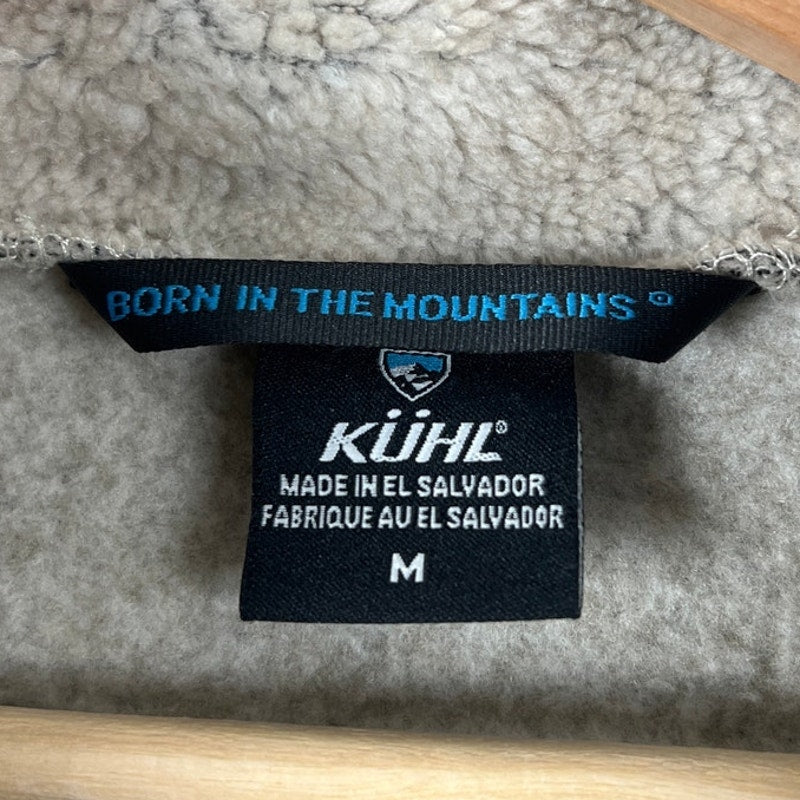 BORN IN THE MOUNTAINS ®
KÜHL®
MADE IN EL SALVADOR
FABRIQUE AU EL SALVADOR
M